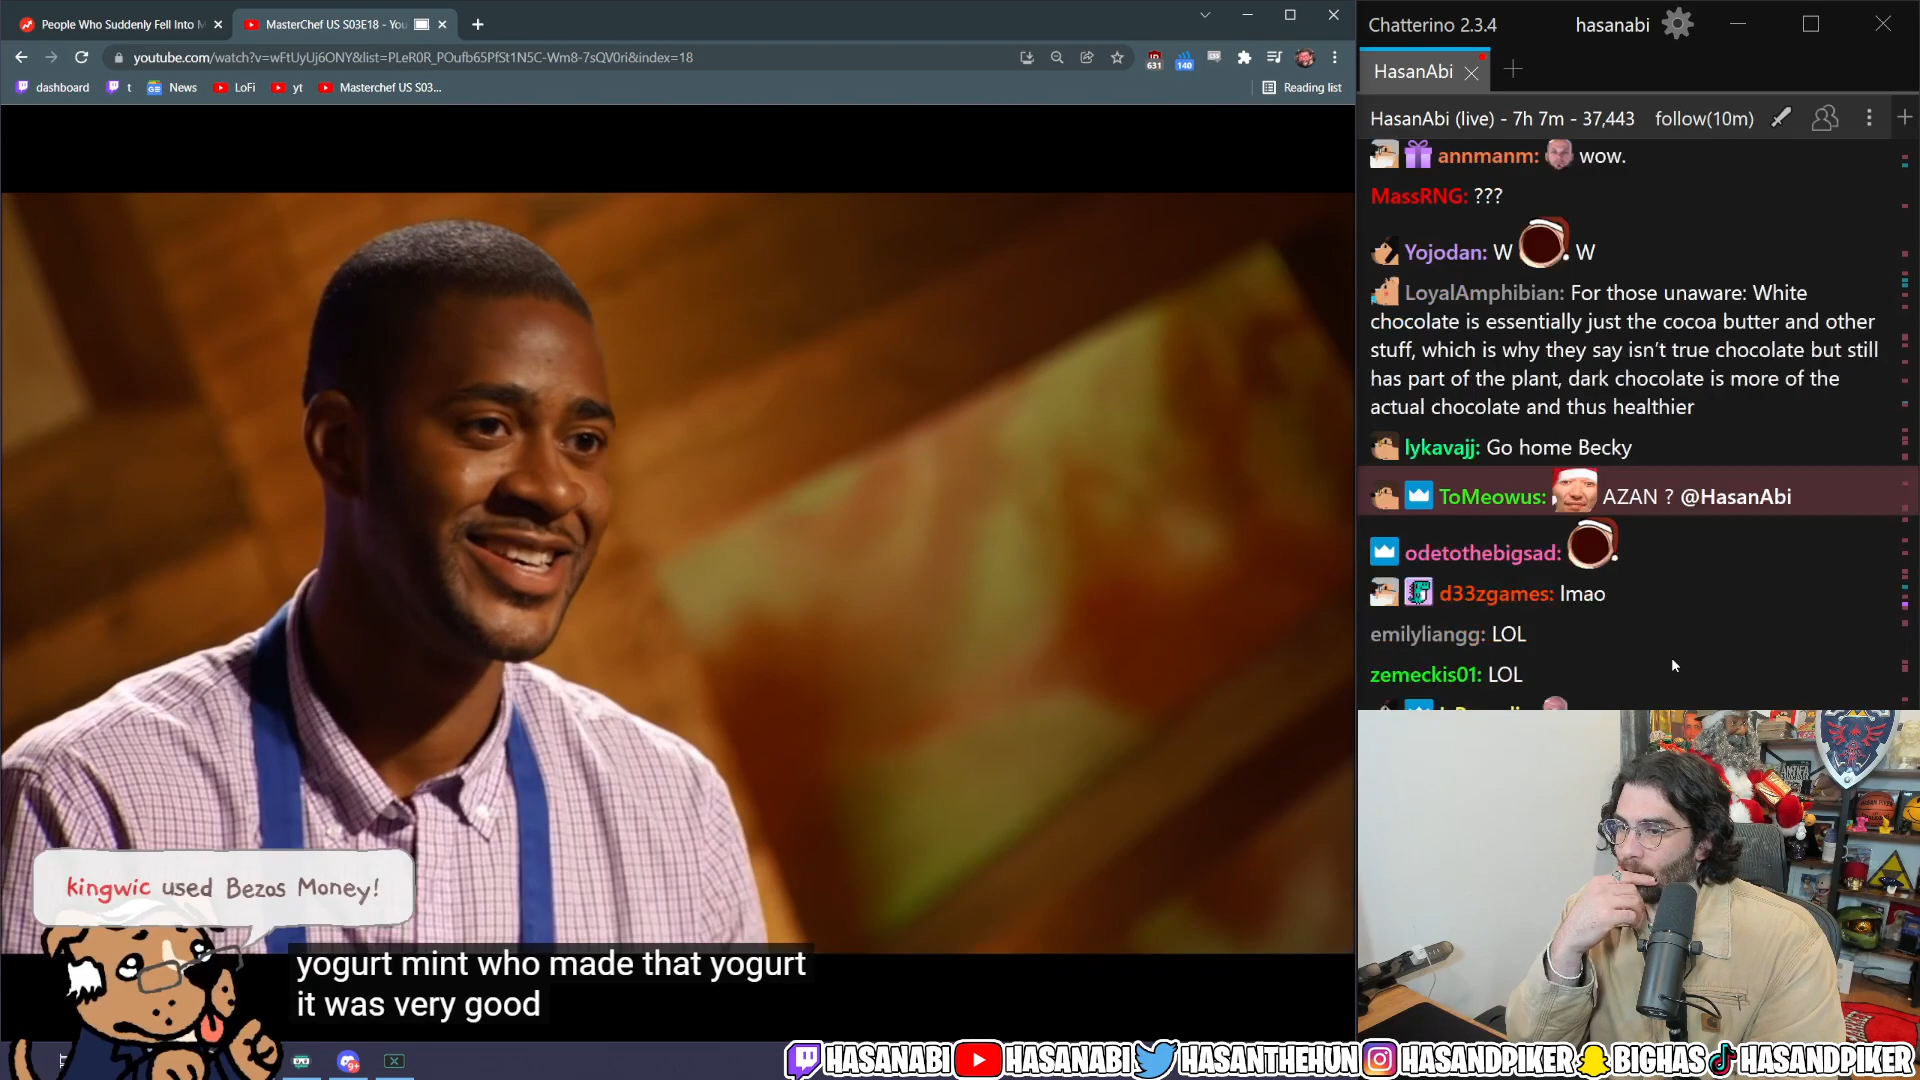 People Who Suddenly Fell Into M
MasterChef US S03E18 - You
youtube.com/watch?v=wFtUyUj6ONY&list=PLeR0R_POufb65PfSt1N5C-Wm8-7sQV0ri&index=18
631
140
dashboard
t
News
LoFi
yt
Masterchef US S03...
Reading list
kingwic used Bezos Money!
yogurt mint who made that yogurt
it was very good
Chatterino 2.3.4
hasanabi
HasanAbi
HasanAbi (live) - 7h 7m - 37,443
follow(10m)
annmanm: wow.
MassRNG: ???
Yojodan: W W
LoyalAmphibian: For those unaware: White
chocolate is essentially just the cocoa butter and other
stuff, which is why they say isn't true chocolate but still
has part of the plant, dark chocolate is more of the
actual chocolate and thus healthier
lykavajj: Go home Becky
ToMeowus: AZAN ? @HasanAbi
odetothebigsad:
d33zgames: lmao
emilyliangg: LOL
zemeckis01: LOL
HASANABI HASANABI HASANTHEHUN HASANDPIKER BIGHAS HASANDPIKER